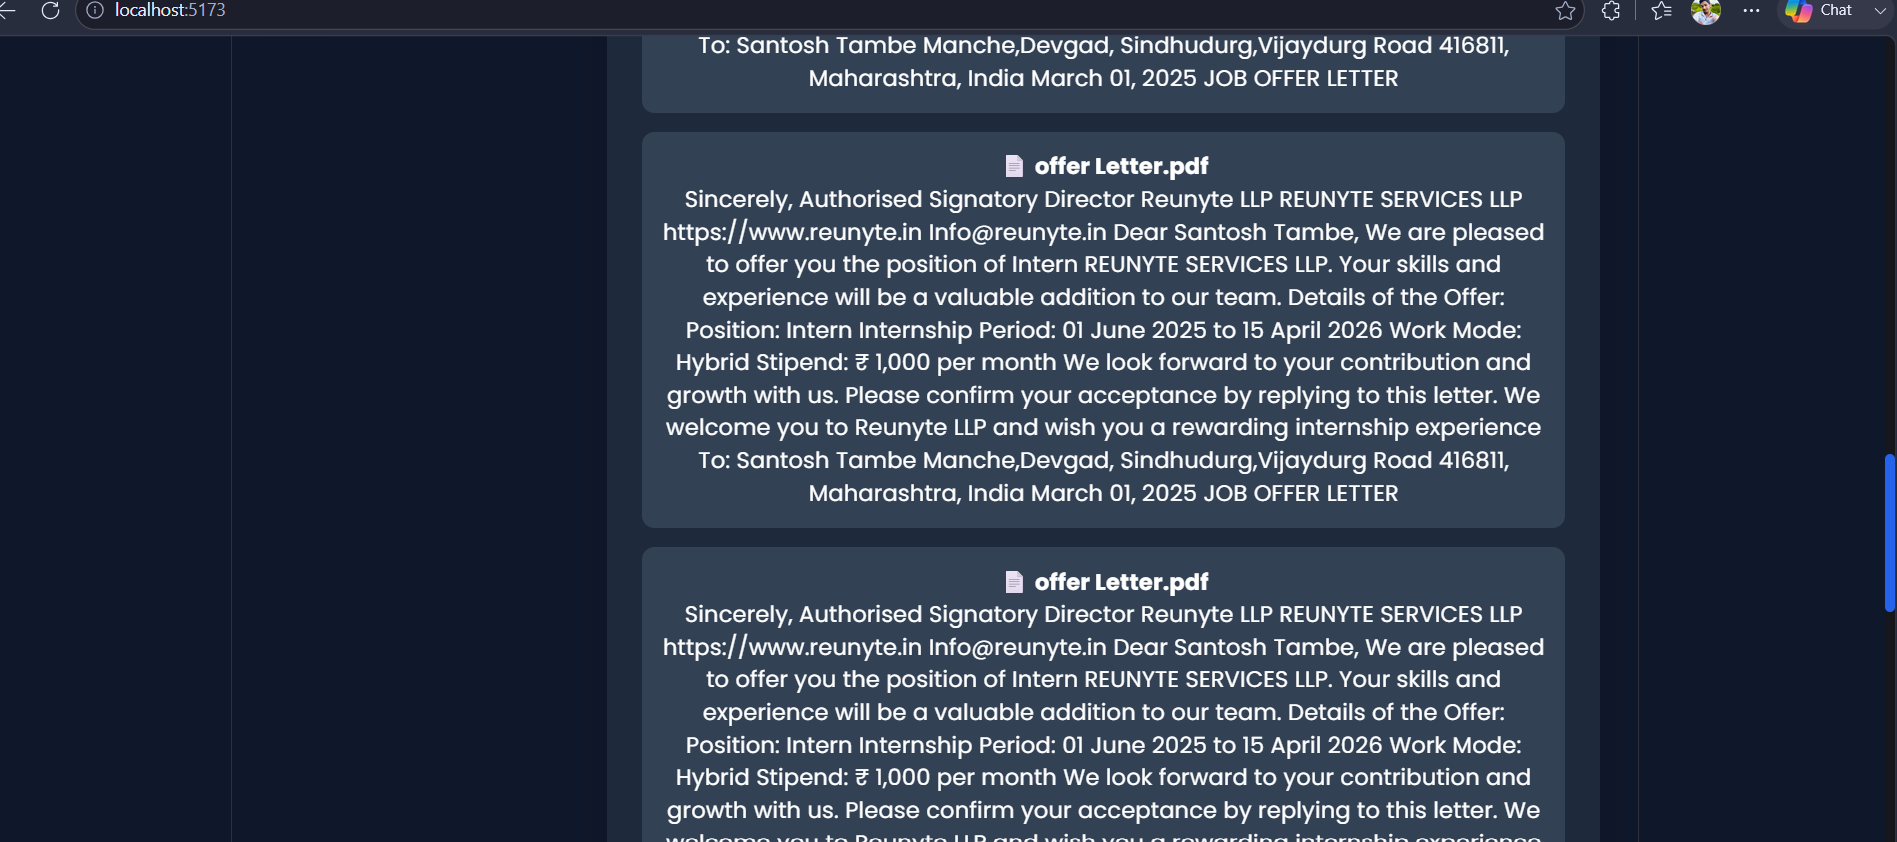 localhost:5173
Chat
To: Santosh Tambe Manche,Devgad, Sindhudurg,Vijaydurg Road 416811,
Maharashtra, India March 01, 2025 JOB OFFER LETTER
offer Letter.pdf
Sincerely, Authorised Signatory Director Reunyte LLP REUNYTE SERVICES LLP
https://www.reunyte.in Info@reunyte.in Dear Santosh Tambe, We are pleased
to offer you the position of Intern REUNYTE SERVICES LLP. Your skills and
experience will be a valuable addition to our team. Details of the Offer:
Position: Intern Internship Period: 01 June 2025 to 15 April 2026 Work Mode:
Hybrid Stipend: ₹ 1,000 per month We look forward to your contribution and
growth with us. Please confirm your acceptance by replying to this letter. We
welcome you to Reunyte LLP and wish you a rewarding internship experience
To: Santosh Tambe Manche,Devgad, Sindhudurg,Vijaydurg Road 416811,
Maharashtra, India March 01, 2025 JOB OFFER LETTER
offer Letter.pdf
Sincerely, Authorised Signatory Director Reunyte LLP REUNYTE SERVICES LLP
https://www.reunyte.in Info@reunyte.in Dear Santosh Tambe, We are pleased
to offer you the position of Intern REUNYTE SERVICES LLP. Your skills and
experience will be a valuable addition to our team. Details of the Offer:
Position: Intern Internship Period: 01 June 2025 to 15 April 2026 Work Mode:
Hybrid Stipend: ₹ 1,000 per month We look forward to your contribution and
growth with us. Please confirm your acceptance by replying to this letter. We
welcome you to Reunyte LLP and wish you a rewarding internship experience